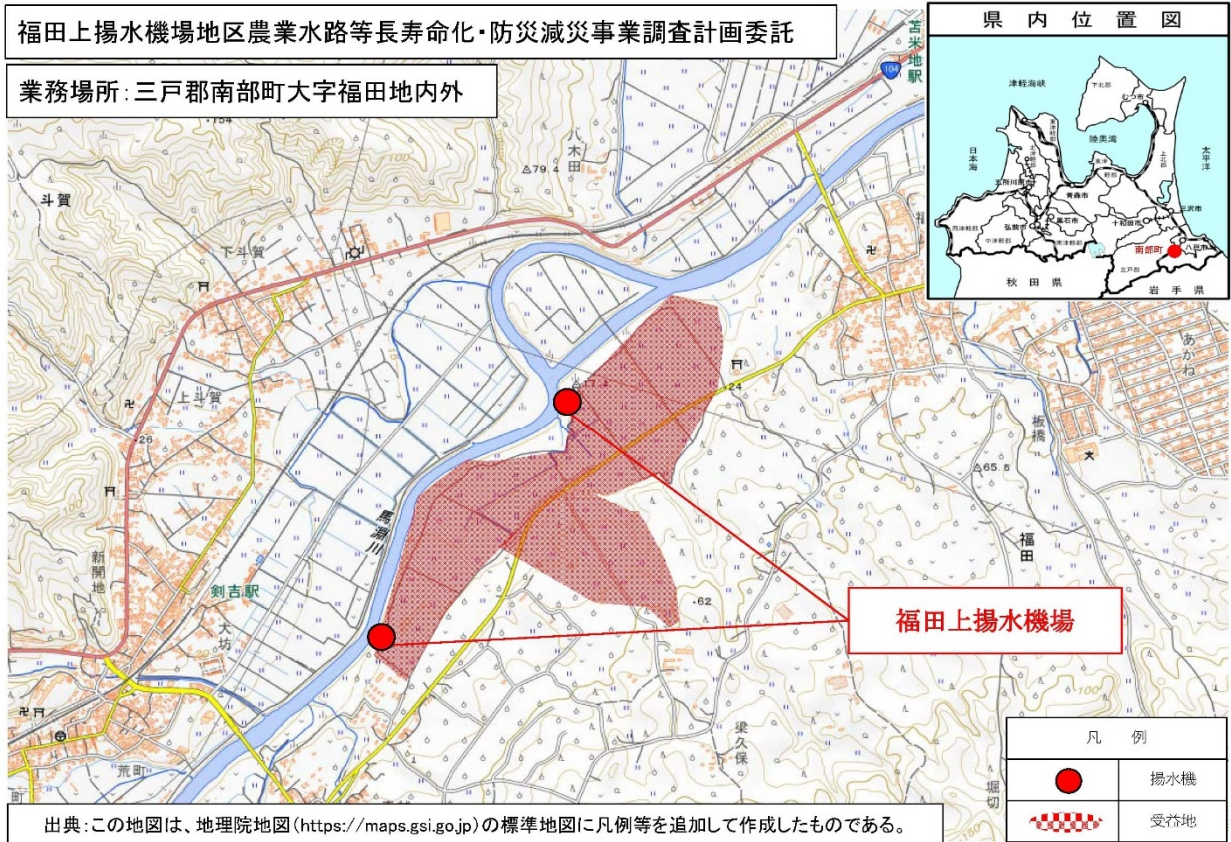 福田上揚水機場地区農業水路等長寿命化・防災減災事業調査計画委託
業務場所:三戸郡南部町大字福田地内外
県内位置図
津軽海峡
下北郡
むつ市
陸奥湾
日本海
太平洋
東津軽郡
北津軽郡
東津
軽郡
上北郡
五所川原市
青森市
三沢市
十和田市
黒石市
弘前市
西津軽郡
中津軽郡
南津軽郡
南部町
八戸市
三戸郡
秋田県
岩手県
苫米地駅
104
154
100
八木田
79.4
斗賀
下斗賀
上斗賀
26
17.4
24
あかね
板橋
65.5
馬淵川
新開地
剣吉駅
大坊
福田
62
福田上揚水機場
梁久保
荒町
町
堀切
100
凡例
揚水機
受益地
出典:この地図は、地理院地図(https://maps.gsi.go.jp)の標準地図に凡例等を追加して作成したものである。